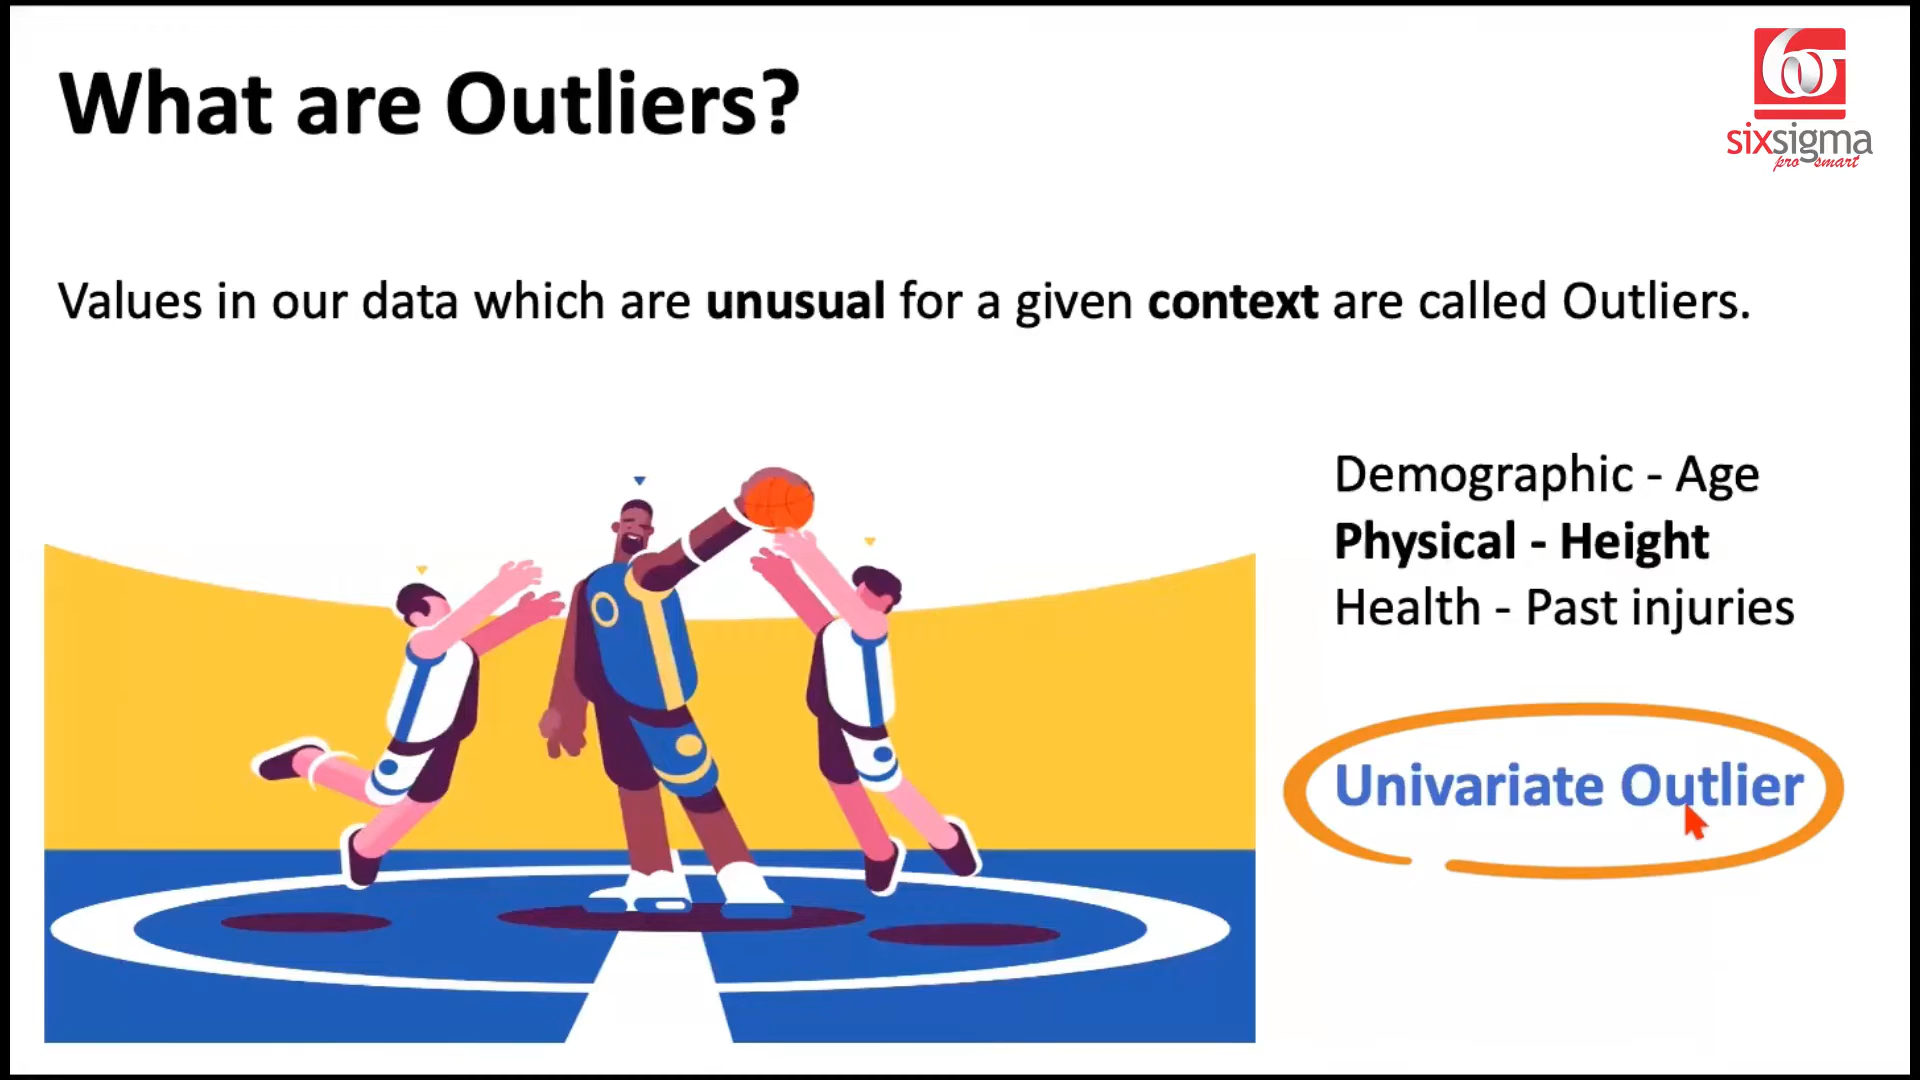 What are Outliers?
sixsigma
pro smart
Values in our data which are unusual for a given context are called Outliers.
Demographic - Age
Physical - Height
Health - Past injuries
Univariate Outlier